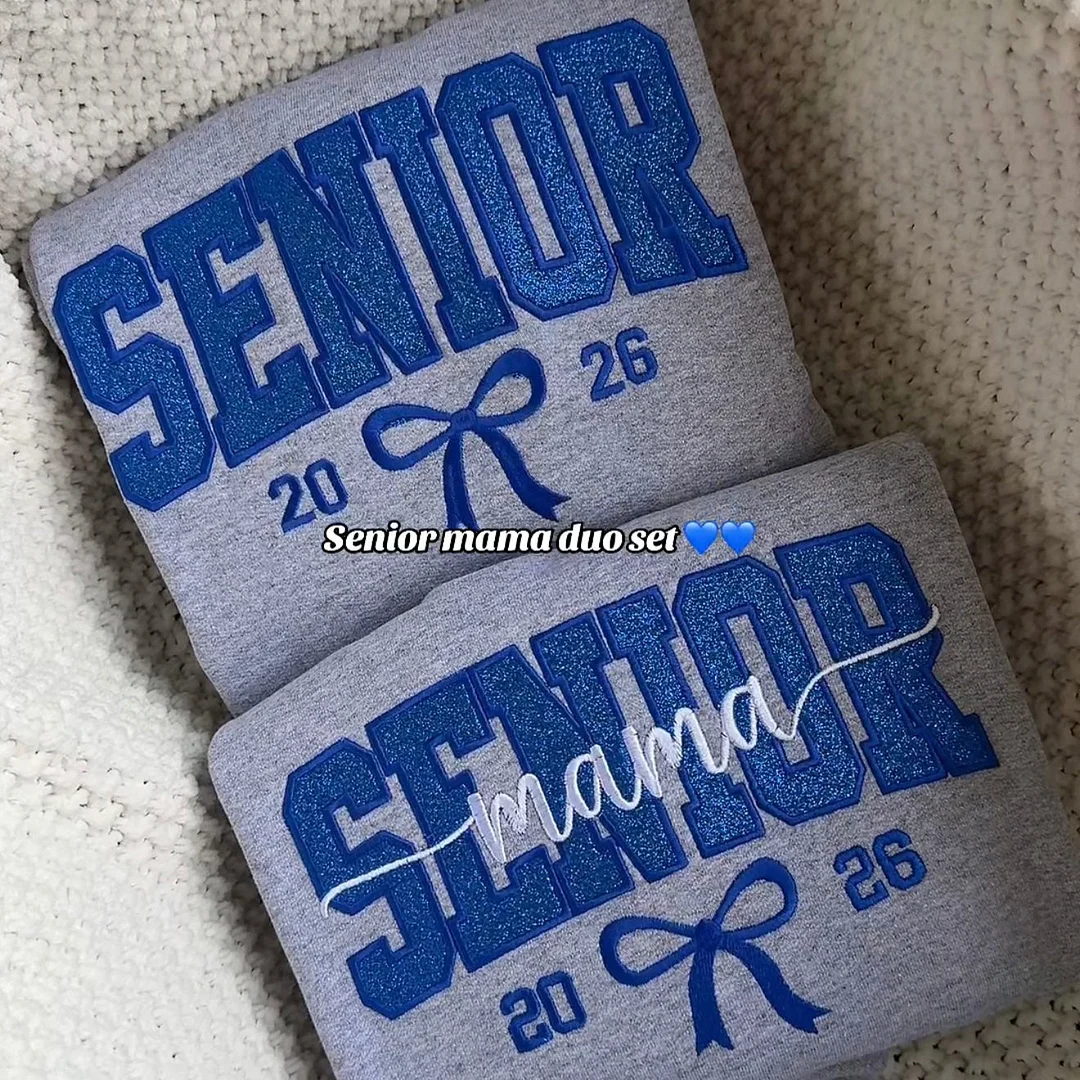 SENIOR
20 26
Senior mama duo set 💙💙
SENIOR
mama
20 26